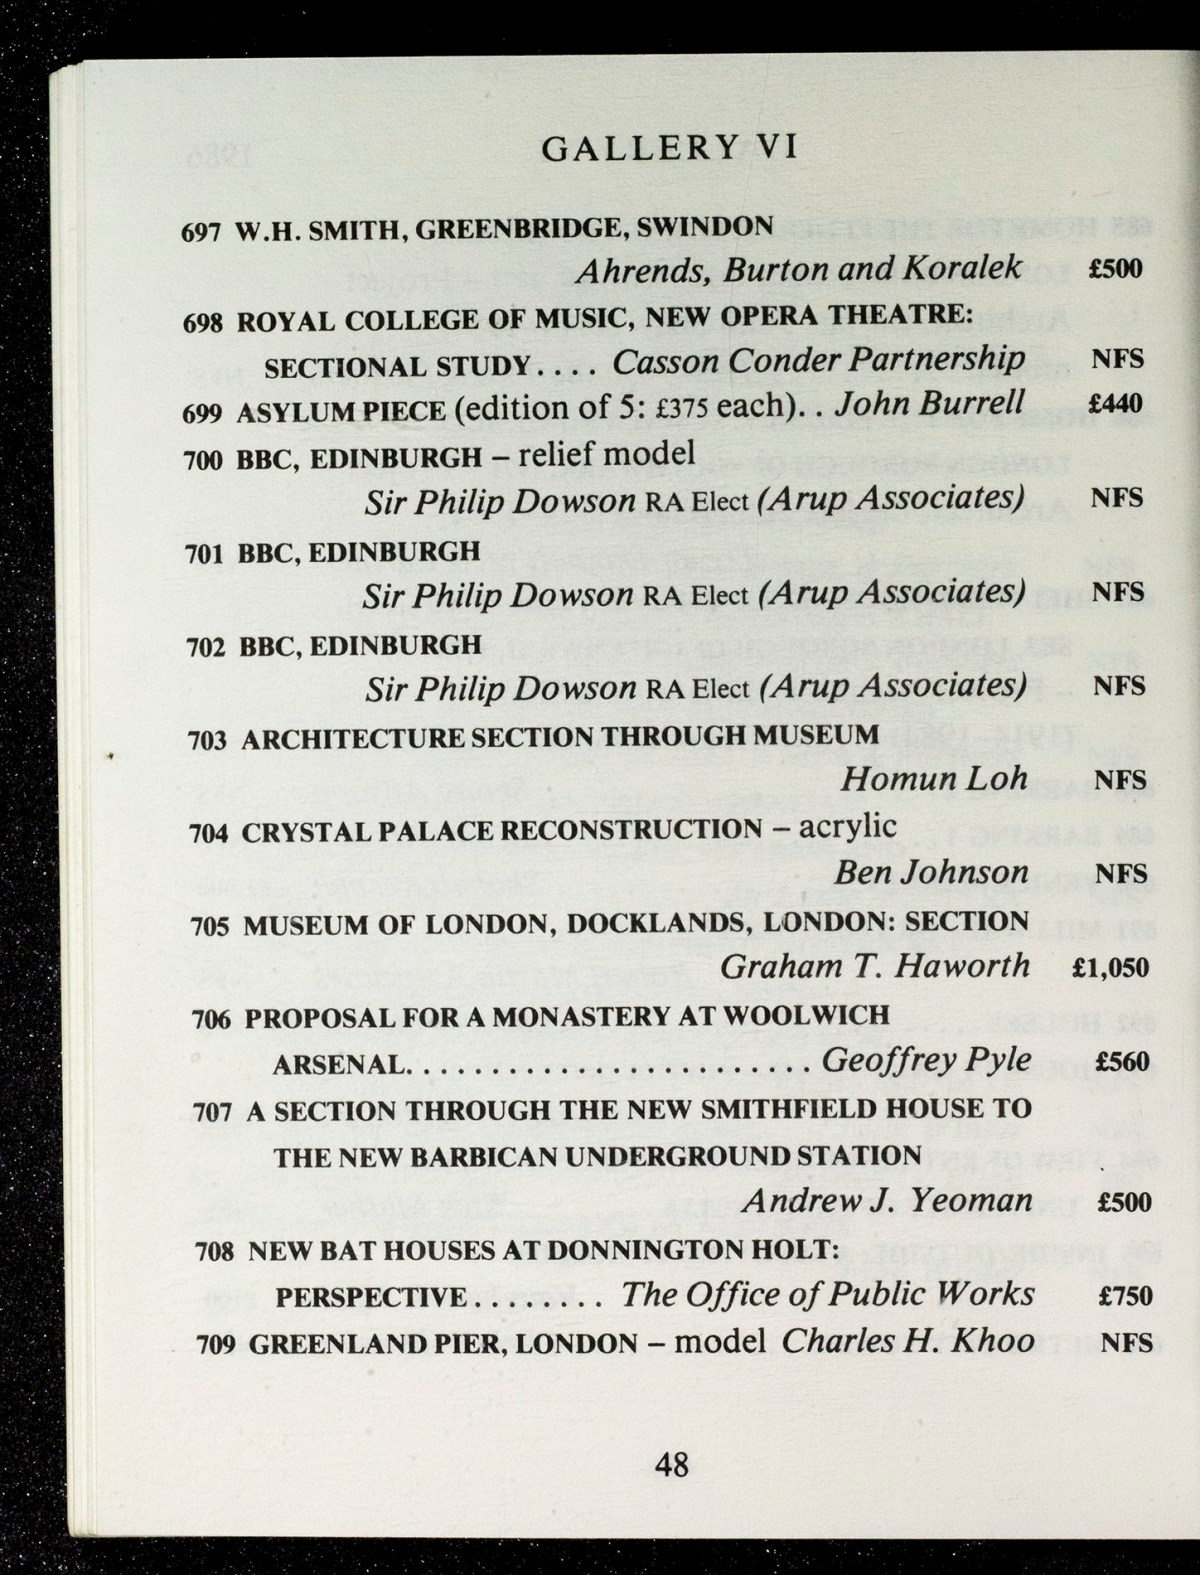 GALLERY VI
697 W.H. SMITH, GREENBRIDGE, SWINDON
Ahrends, Burton and Koralek £500
698 ROYAL COLLEGE OF MUSIC, NEW OPERA THEATRE:
SECTIONAL STUDY.... Casson Conder Partnership NFS
699 ASYLUM PIECE (edition of 5: £375 each).. John Burrell £440
700 BBC, EDINBURGH – relief model
Sir Philip Dowson RA Elect (Arup Associates) NFS
701 BBC, EDINBURGH
Sir Philip Dowson RA Elect (Arup Associates) NFS
702 BBC, EDINBURGH
Sir Philip Dowson RA Elect (Arup Associates) NFS
703 ARCHITECTURE SECTION THROUGH MUSEUM
Homun Loh NFS
704 CRYSTAL PALACE RECONSTRUCTION – acrylic
Ben Johnson NFS
705 MUSEUM OF LONDON, DOCKLANDS, LONDON: SECTION
Graham T. Haworth £1,050
706 PROPOSAL FOR A MONASTERY AT WOOLWICH
ARSENAL........................ Geoffrey Pyle £560
707 A SECTION THROUGH THE NEW SMITHFIELD HOUSE TO
THE NEW BARBICAN UNDERGROUND STATION
Andrew J. Yeoman £500
708 NEW BAT HOUSES AT DONNINGTON HOLT:
PERSPECTIVE........ The Office of Public Works £750
709 GREENLAND PIER, LONDON – model Charles H. Khoo NFS
48